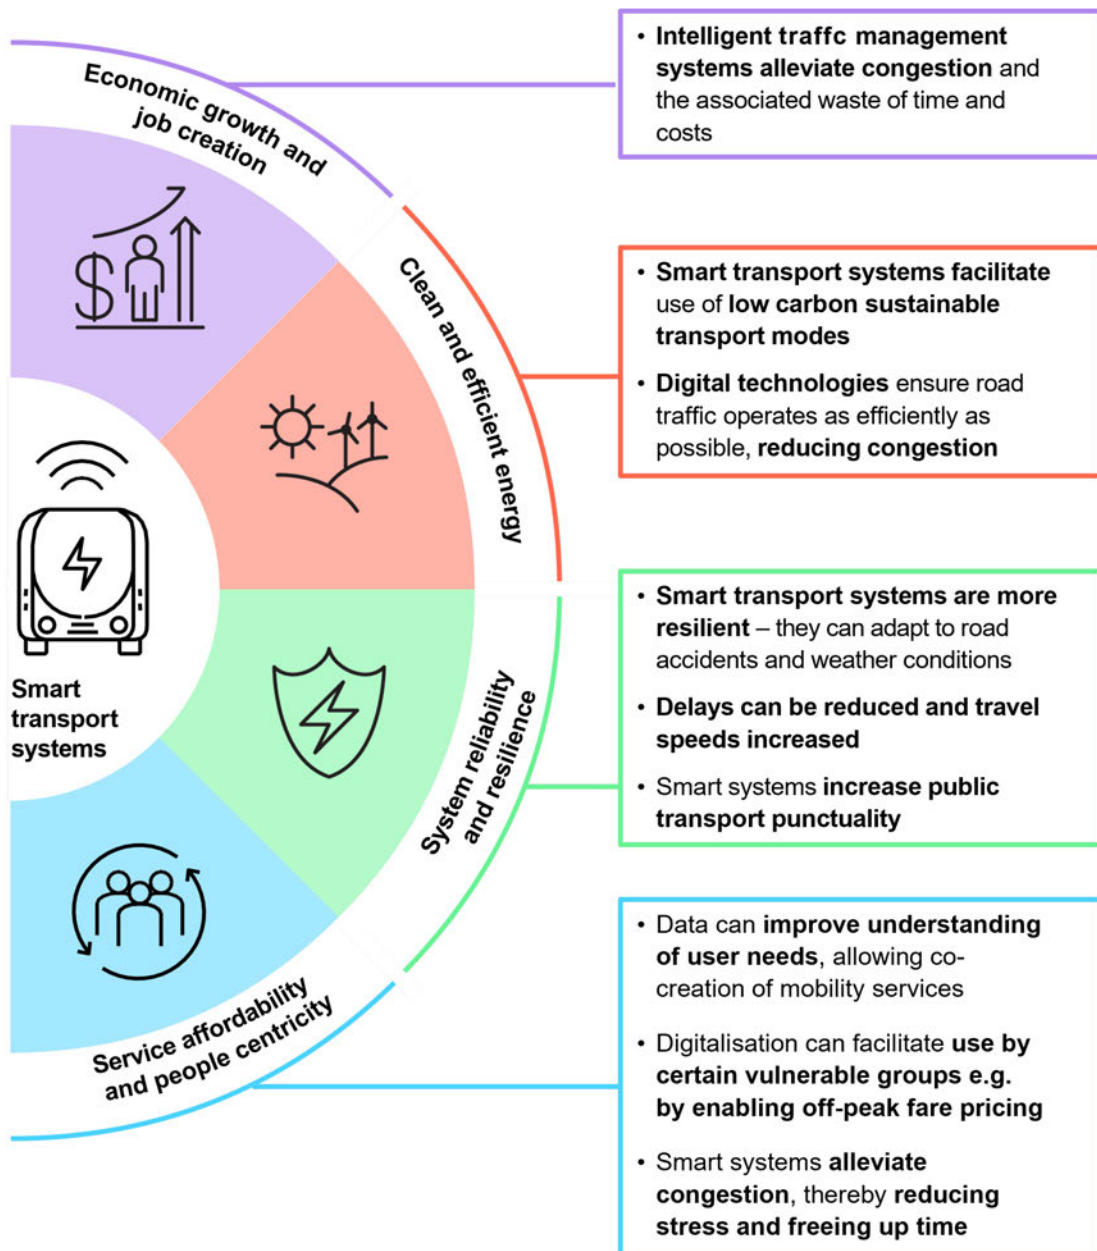 Economic growth and
job creation
• Intelligent traffc management
systems alleviate congestion and
the associated waste of time and
costs
Clean and efficient energy
• Smart transport systems facilitate
use of low carbon sustainable
transport modes
• Digital technologies ensure road
traffic operates as efficiently as
possible, reducing congestion
Smart
transport
systems
System reliability
and resilience
• Smart transport systems are more
resilient – they can adapt to road
accidents and weather conditions
• Delays can be reduced and travel
speeds increased
• Smart systems increase public
transport punctuality
Service affordability
and people centricity
• Data can improve understanding
of user needs, allowing co-
creation of mobility services
• Digitalisation can facilitate use by
certain vulnerable groups e.g.
by enabling off-peak fare pricing
• Smart systems alleviate
congestion, thereby reducing
stress and freeing up time